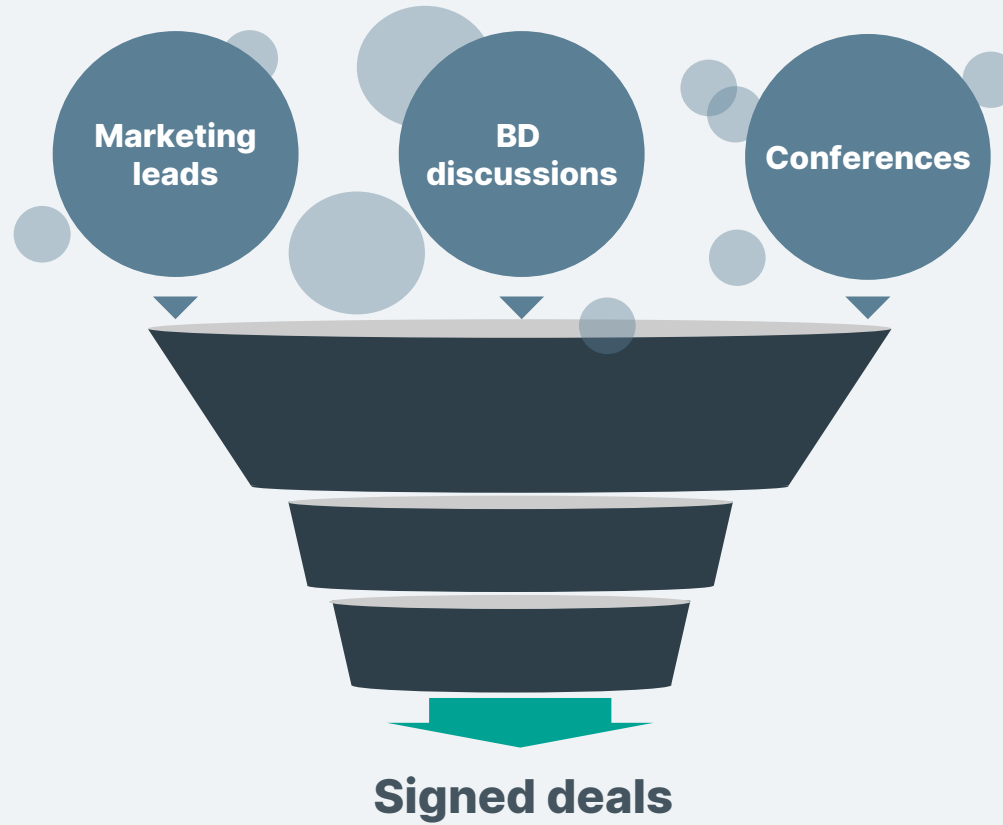 Marketing
leads
BD
discussions
Conferences
Signed deals